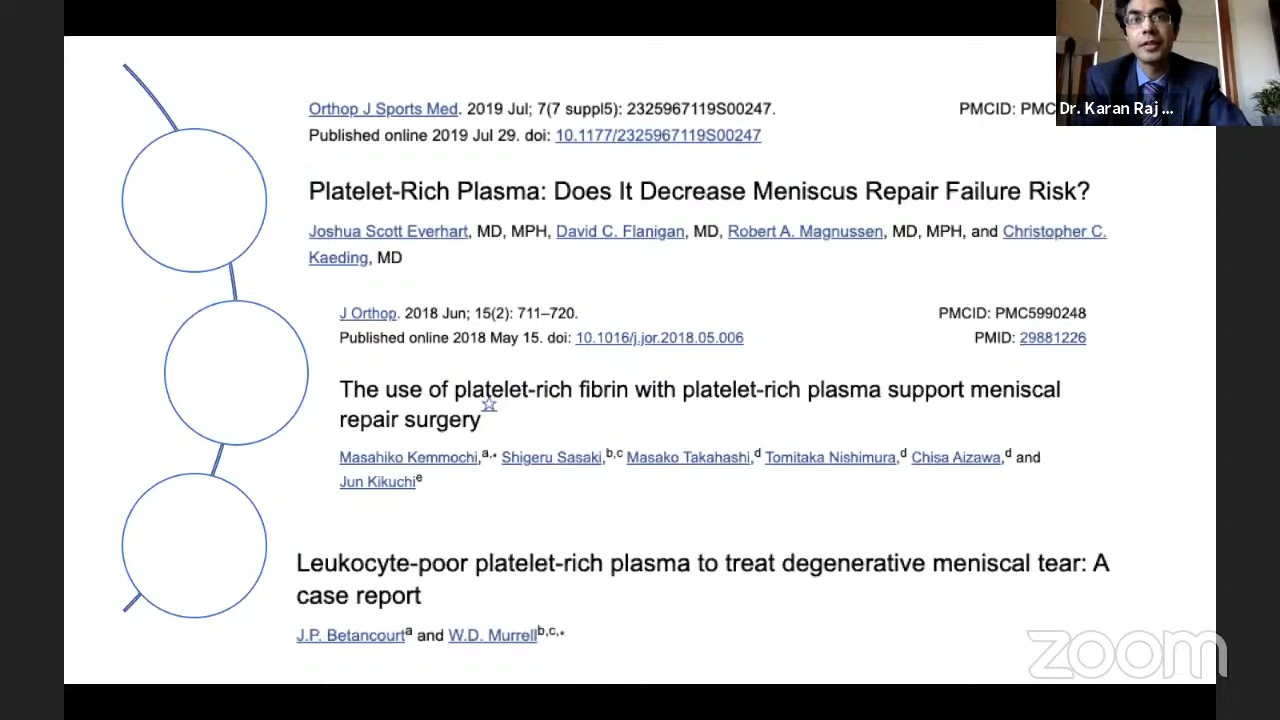 Orthop J Sports Med. 2019 Jul; 7(7 suppl5): 2325967119S00247. PMCID: PMC
Dr. Karan Raj ...
Published online 2019 Jul 29. doi: 10.1177/2325967119S00247
Platelet-Rich Plasma: Does It Decrease Meniscus Repair Failure Risk?
Joshua Scott Everhart, MD, MPH, David C. Flanigan, MD, Robert A. Magnussen, MD, MPH, and Christopher C.
Kaeding, MD
J Orthop. 2018 Jun; 15(2): 711–720. PMCID: PMC5990248
Published online 2018 May 15. doi: 10.1016/j.jor.2018.05.006 PMID: 29881226
The use of platelet-rich fibrin with platelet-rich plasma support meniscal
repair surgery☆
Masahiko Kemmochi,a,* Shigeru Sasaki,b,c Masako Takahashi,d Tomitaka Nishimura,d Chisa Aizawa,d and
Jun Kikuchie
Leukocyte-poor platelet-rich plasma to treat degenerative meniscal tear: A
case report
J.P. Betancourta and W.D. Murrellb,c,*
zoom